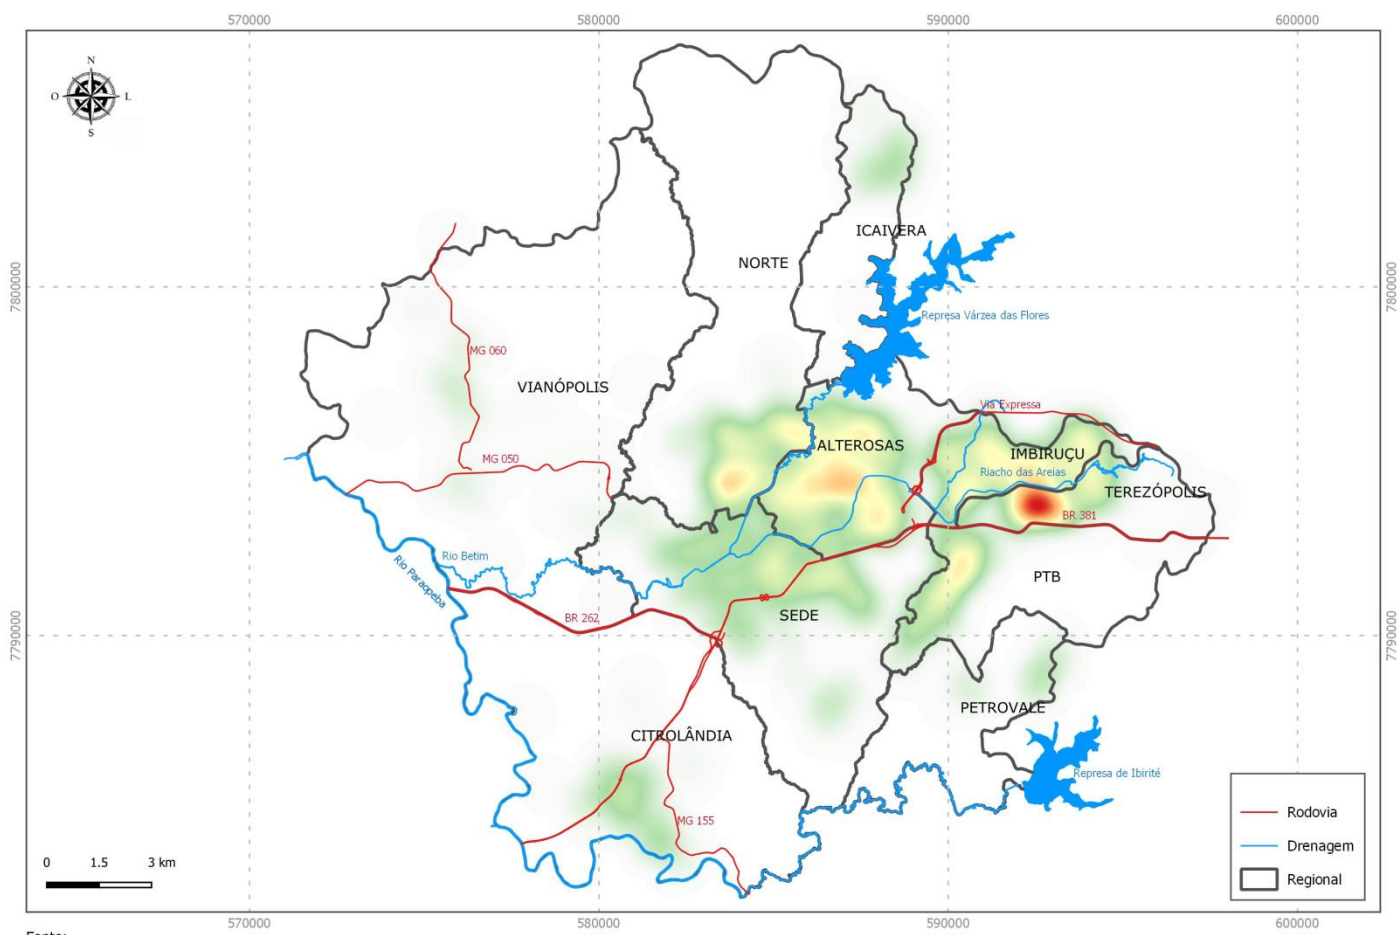 570000
580000
590000
600000
N
O
L
S
ICAIVERA
NORTE
7800000
7800000
Represa Várzea das Flores
MG 060
VIANÓPOLIS
Via Expressa
ALTEROSAS
IMBIRUÇU
MG 050
Riacho das Areias
TEREZÓPOLIS
BR 381
Rio Betim
Rio Paraopeba
PTB
BR 262
SEDE
7790000
7790000
PETROVALE
CITROLÂNDIA
Represa de Ibirité
MG 155
Rodovia
Drenagem
Regional
0 1.5 3 km
570000
580000
590000
600000
Fonte: